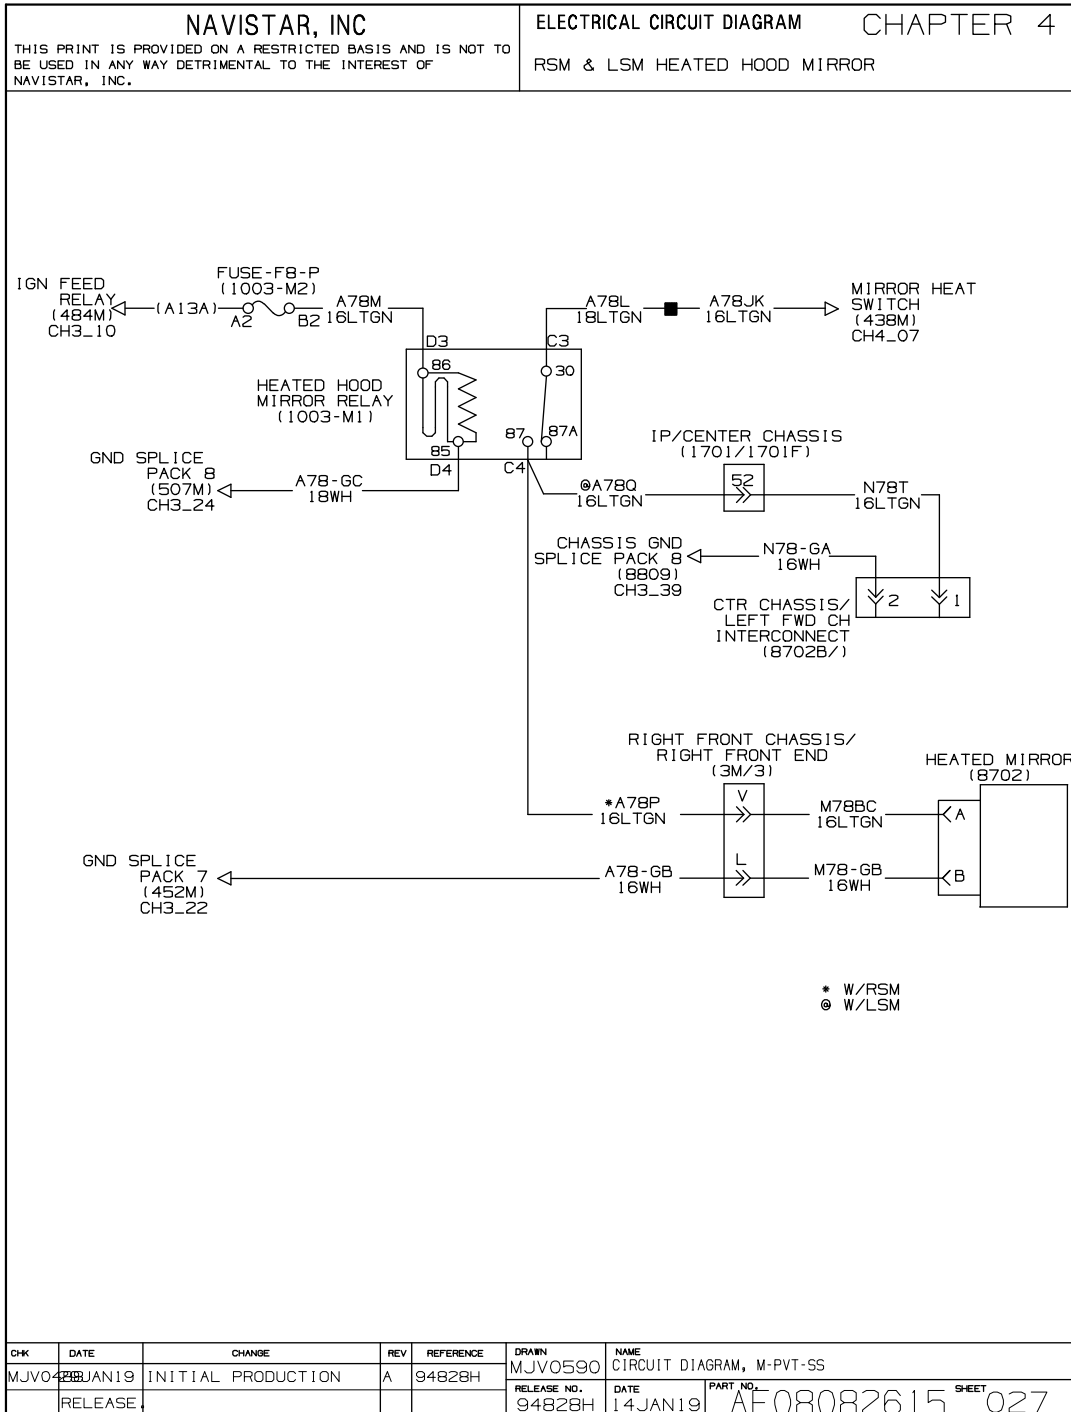 NAVISTAR, INC
THIS PRINT IS PROVIDED ON A RESTRICTED BASIS AND IS NOT TO
BE USED IN ANY WAY DETRIMENTAL TO THE INTEREST OF
NAVISTAR, INC.
ELECTRICAL CIRCUIT DIAGRAM
CHAPTER 4
RSM & LSM HEATED HOOD MIRROR
IGN FEED
RELAY
(484M)
CH3_10
(A13A)
FUSE-F8-P
(1003-M2)
A2
B2
A78M
16LTGN
A78L
18LTGN
A78JK
16LTGN
MIRROR HEAT
SWITCH
(438M)
CH4_07
D3
C3
86
30
HEATED HOOD
MIRROR RELAY
(1003-M1)
85
87
87A
D4
C4
GND SPLICE
PACK 8
(507M)
CH3_24
A78-GC
18WH
IP/CENTER CHASSIS
(1701/1701F)
@A78Q
16LTGN
52
N78T
16LTGN
CHASSIS GND
SPLICE PACK 8
(8809)
CH3_39
N78-GA
16WH
2
1
CTR CHASSIS/
LEFT FWD CH
INTERCONNECT
(8702B/)
RIGHT FRONT CHASSIS/
RIGHT FRONT END
(3M/3)
HEATED MIRROR
(8702)
*A78P
16LTGN
V
M78BC
16LTGN
A
GND SPLICE
PACK 7
(452M)
CH3_22
A78-GB
16WH
L
M78-GB
16WH
B
* W/RSM
@ W/LSM
CHK
DATE
CHANGE
REV
REFERENCE
DRAWN
MJV0590
NAME
CIRCUIT DIAGRAM, M-PVT-SS
INITIAL PRODUCTION
A
94828H
RELEASE
RELEASE NO.
94828H
DATE
14JAN19
PART NO.
AF08082615
SHEET
027